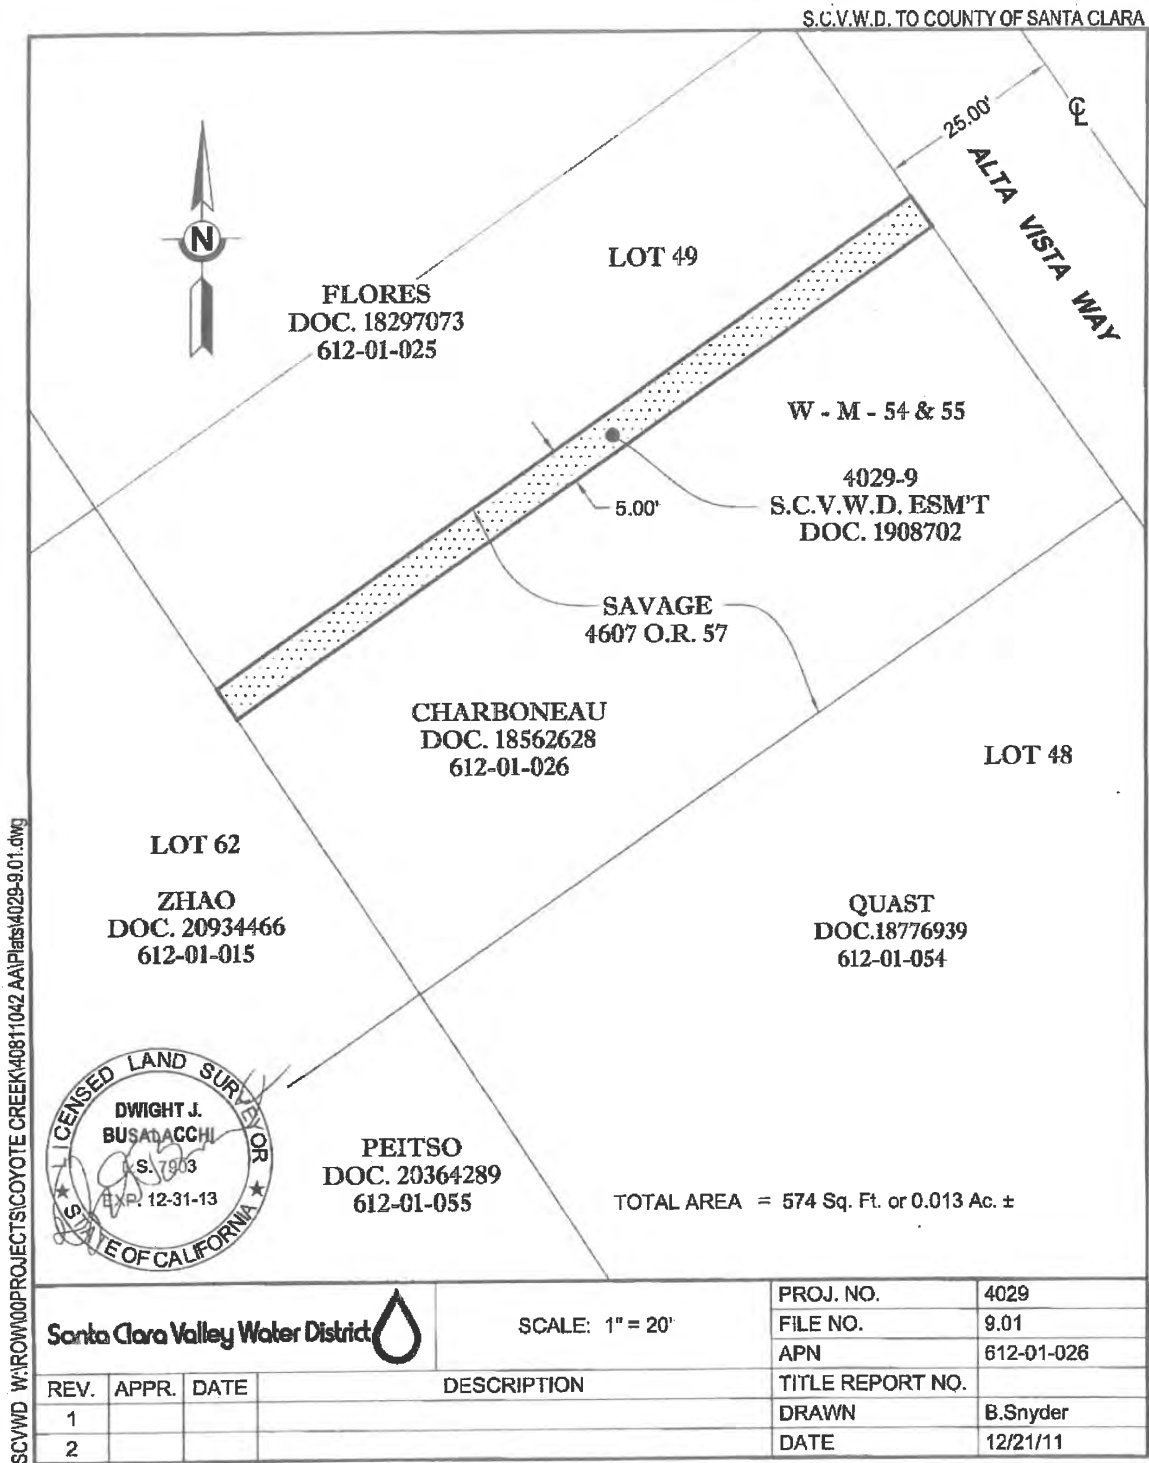 S.C.V.W.D. TO COUNTY OF SANTA CLARA
25.00'
℄
ALTA VISTA WAY
N
LOT 49
FLORES
DOC. 18297073
612-01-025
W - M - 54 & 55
4029-9
S.C.V.W.D. ESM'T
DOC. 1908702
5.00'
SAVAGE
4607 O.R. 57
CHARBONEAU
DOC. 18562628
612-01-026
LOT 48
LOT 62
ZHAO
DOC. 20934466
612-01-015
QUAST
DOC.18776939
612-01-054
LICENSED LAND SURVEYOR
DWIGHT J.
BUSALACCHI
L.S. 7903
EXP. 12-31-13
STATE OF CALIFORNIA
PEITSO
DOC. 20364289
612-01-055
TOTAL AREA = 574 Sq. Ft. or 0.013 Ac. ±
SCVWD W:\ROW\00PROJECTS\COYOTE CREEK\40811042 AA\Plats\4029-9.01.dwg
Santa Clara Valley Water District
SCALE: 1" = 20'
PROJ. NO. 4029
FILE NO. 9.01
APN 612-01-026
TITLE REPORT NO.
DRAWN B.Snyder
DATE 12/21/11
REV. APPR. DATE DESCRIPTION
1
2